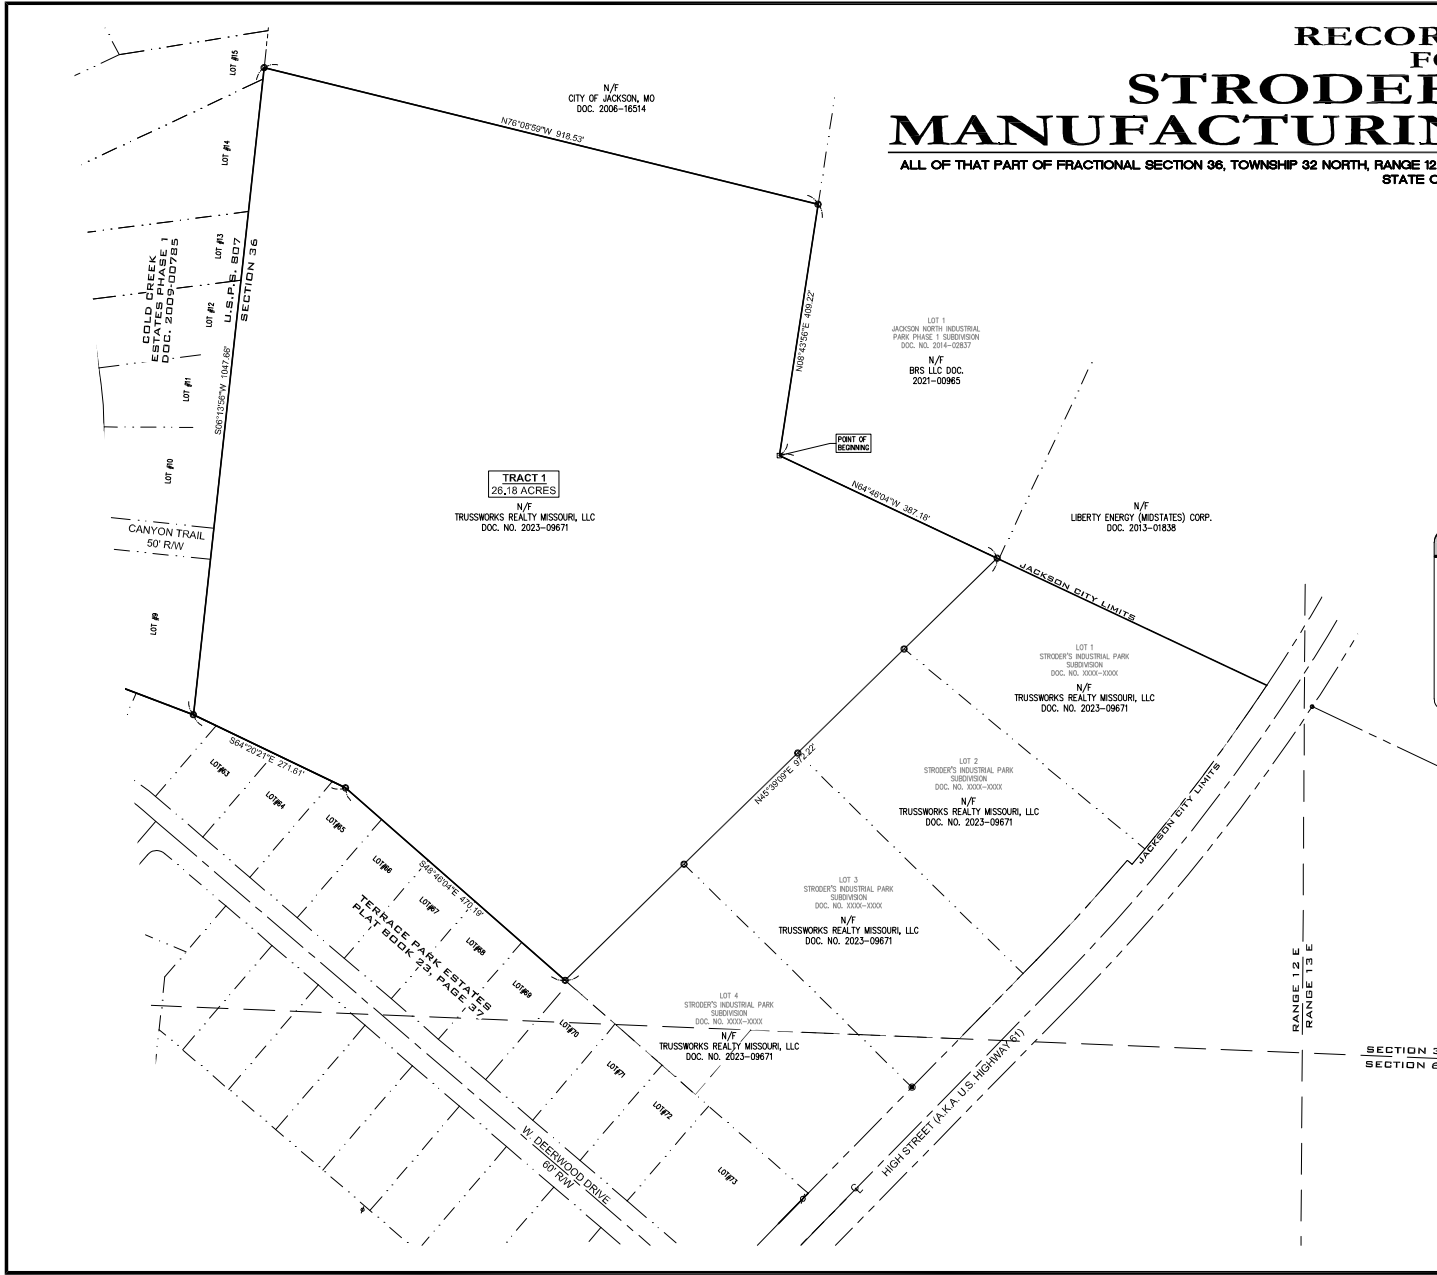 RECOR
FO
STRODER
MANUFACTURIN
ALL OF THAT PART OF FRACTIONAL SECTION 36, TOWNSHIP 32 NORTH, RANGE 12
STATE O
N/F
CITY OF JACKSON, MO
DOC. 2006-16514
N76°08'59"W 918.53'
LOT #15
LOT #14
LOT #13
LOT #12
LOT #11
LOT #10
LOT #9
COLD CREEK
ESTATES PHASE 1
DOC. 2009-00785
U.S.P.S. 807
SECTION 36
S06°13'56"W 1047.66'
CANYON TRAIL
50' R/W
N08°43'56"E 409.22'
LOT 1
JACKSON NORTH INDUSTRIAL
PARK PHASE 1 SUBDIVISION
DOC. NO. 2014-02837
N/F
BRS LLC DOC.
2021-00965
POINT OF
BEGINNING
TRACT 1
26.18 ACRES
N/F
TRUSSWORKS REALTY MISSOURI, LLC
DOC. NO. 2023-09671
N64°46'04"W 387.18'
N/F
LIBERTY ENERGY (MIDSTATES) CORP.
DOC. 2013-01838
JACKSON CITY LIMITS
LOT 1
STRODER'S INDUSTRIAL PARK
SUBDIVISION
DOC. NO. XXXX-XXXX
N/F
TRUSSWORKS REALTY MISSOURI, LLC
DOC. NO. 2023-09671
N45°39'09"E 972.22'
LOT 2
STRODER'S INDUSTRIAL PARK
SUBDIVISION
DOC. NO. XXXX-XXXX
N/F
TRUSSWORKS REALTY MISSOURI, LLC
DOC. NO. 2023-09671
JACKSON CITY LIMITS
LOT 3
STRODER'S INDUSTRIAL PARK
SUBDIVISION
DOC. NO. XXXX-XXXX
N/F
TRUSSWORKS REALTY MISSOURI, LLC
DOC. NO. 2023-09671
LOT 4
STRODER'S INDUSTRIAL PARK
SUBDIVISION
DOC. NO. XXXX-XXXX
N/F
TRUSSWORKS REALTY MISSOURI, LLC
DOC. NO. 2023-09671
S64°20'21"E 271.61'
S48°46'04"E 470.19'
LOT#63
LOT#64
LOT#65
LOT#66
LOT#67
LOT#68
LOT#69
LOT#70
LOT#71
LOT#72
LOT#73
TERRACE PARK ESTATES
PLAT BOOK 23, PAGE 37
W. DEERWOOD DRIVE
60' R/W
HIGH STREET (A.K.A. U.S. HIGHWAY 61)
RANGE 12 E
RANGE 13 E
SECTION 3
SECTION 6